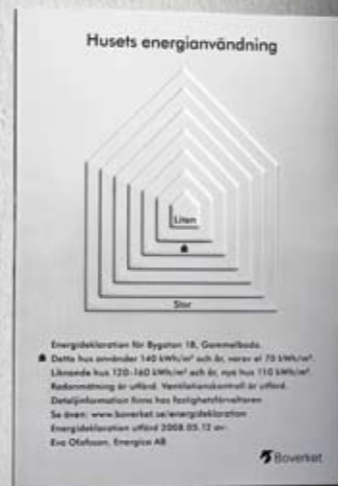 Husets energianvändning
Liten
Stor
Energideklaration för Bygatan 18, Gammelboda.
Detta hus använder 140 kWh/m² och år, varav el 70 kWh/m².
Liknande hus 120–160 kWh/m² och år, nya hus 110 kWh/m².
Radonmätning är utförd. Ventilationskontroll är utförd.
Detaljinformation finns hos fastighetsförvaltaren
Se även: www.boverket.se/energideklaration
Energideklaration utförd 2008.05.12 av:
Eva Olofsson, Energico AB
Boverket